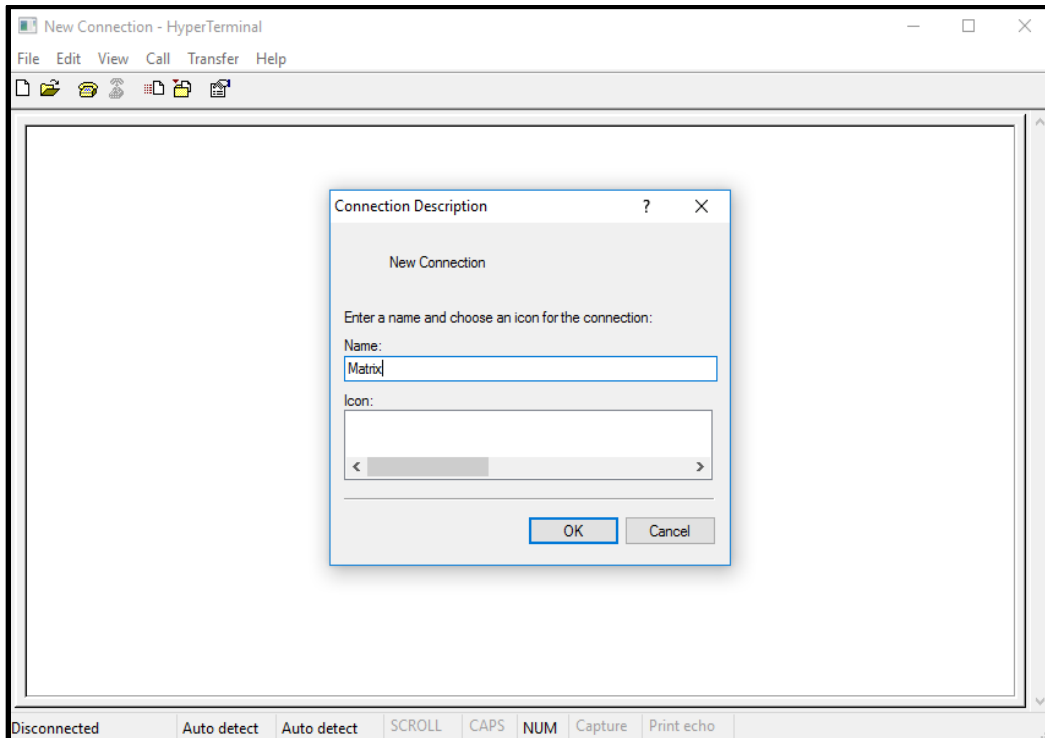 New Connection - HyperTerminal
File Edit View Call Transfer Help
Connection Description
New Connection
Enter a name and choose an icon for the connection:
Name:
Matrix
Icon:
OK Cancel
Disconnected Auto detect Auto detect SCROLL CAPS NUM Capture Print echo